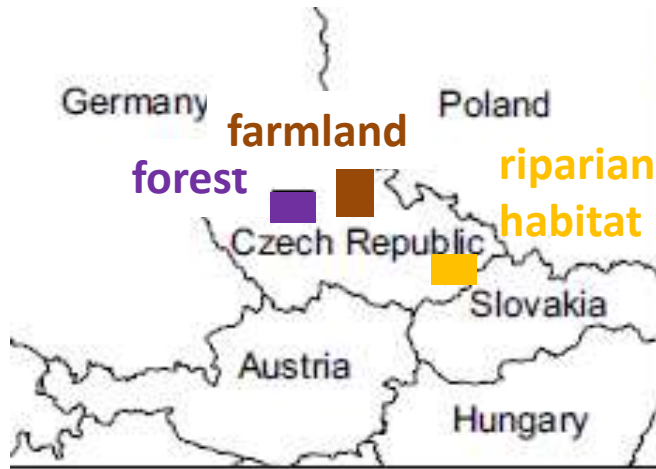 Germany
Poland
farmland
forest
riparian
habitat
Czech Republic
Slovakia
Austria
Hungary